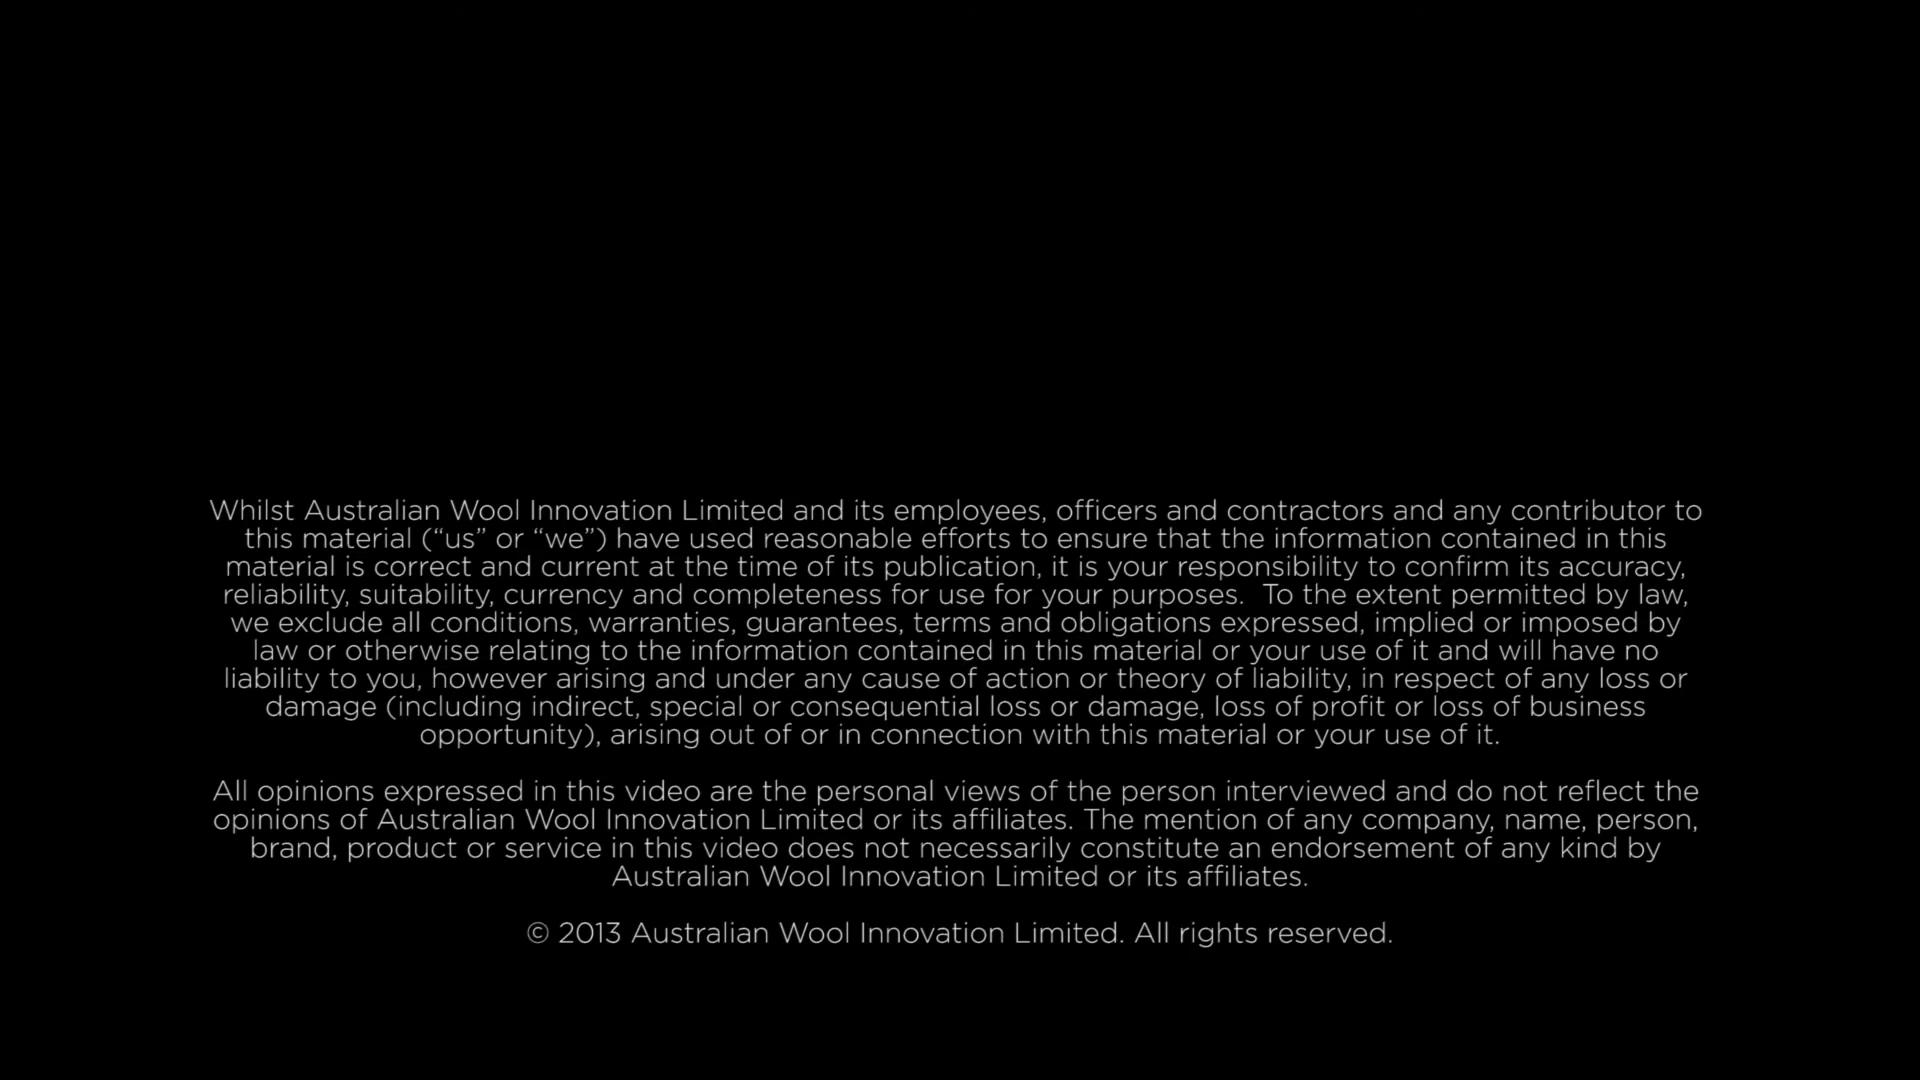 Whilst Australian Wool Innovation Limited and its employees, officers and contractors and any contributor to
this material (“us” or “we”) have used reasonable efforts to ensure that the information contained in this
material is correct and current at the time of its publication, it is your responsibility to confirm its accuracy,
reliability, suitability, currency and completeness for use for your purposes.  To the extent permitted by law,
we exclude all conditions, warranties, guarantees, terms and obligations expressed, implied or imposed by
law or otherwise relating to the information contained in this material or your use of it and will have no
liability to you, however arising and under any cause of action or theory of liability, in respect of any loss or
damage (including indirect, special or consequential loss or damage, loss of profit or loss of business
opportunity), arising out of or in connection with this material or your use of it.
All opinions expressed in this video are the personal views of the person interviewed and do not reflect the
opinions of Australian Wool Innovation Limited or its affiliates. The mention of any company, name, person,
brand, product or service in this video does not necessarily constitute an endorsement of any kind by
Australian Wool Innovation Limited or its affiliates.
© 2013 Australian Wool Innovation Limited. All rights reserved.